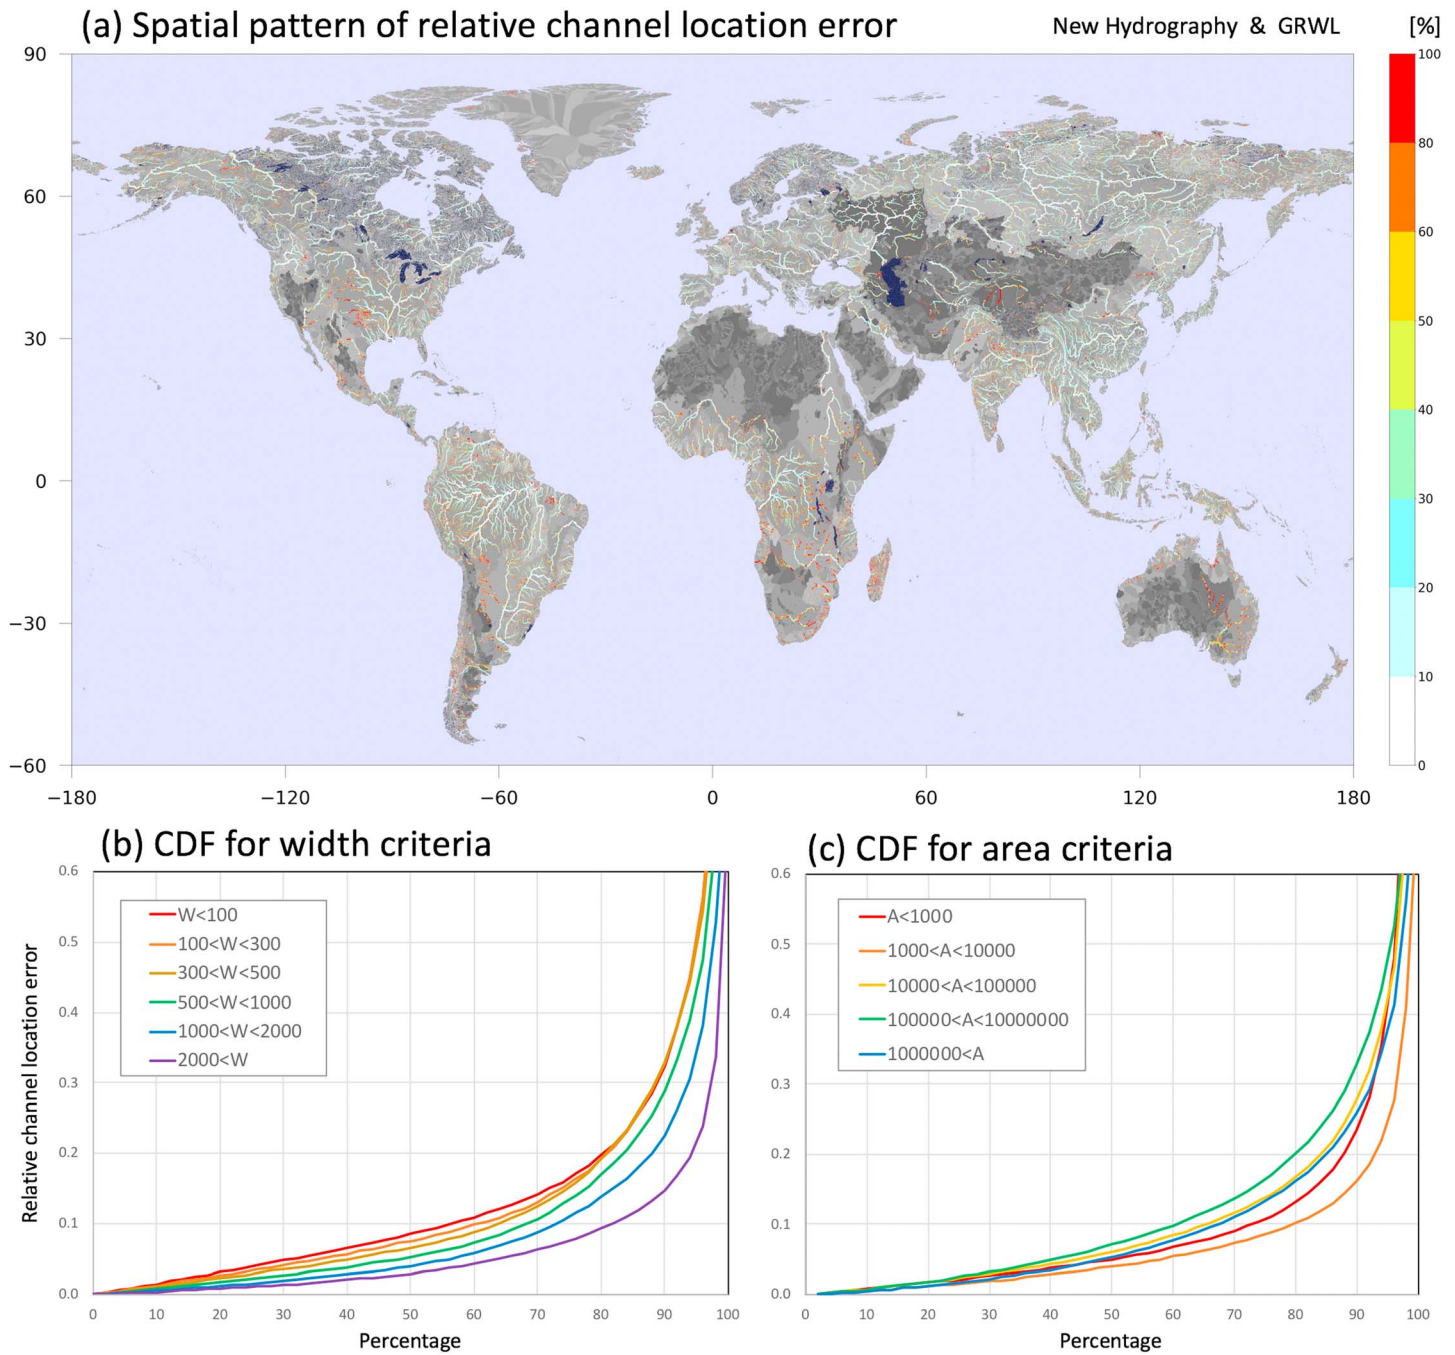 (a) Spatial pattern of relative channel location error
New Hydrography & GRWL
[%]
90
60
30
0
−30
−60
−180
−120
−60
0
60
120
180
100
80
60
50
40
30
20
10
0
(b) CDF for width criteria
Relative channel location error
0.6
0.5
0.4
0.3
0.2
0.1
0.0
W<100
100<W<300
300<W<500
500<W<1000
1000<W<2000
2000<W
0 10 20 30 40 50 60 70 80 90 100
Percentage
(c) CDF for area criteria
0.6
0.5
0.4
0.3
0.2
0.1
0.0
A<1000
1000<A<10000
10000<A<100000
100000<A<10000000
1000000<A
0 10 20 30 40 50 60 70 80 90 100
Percentage